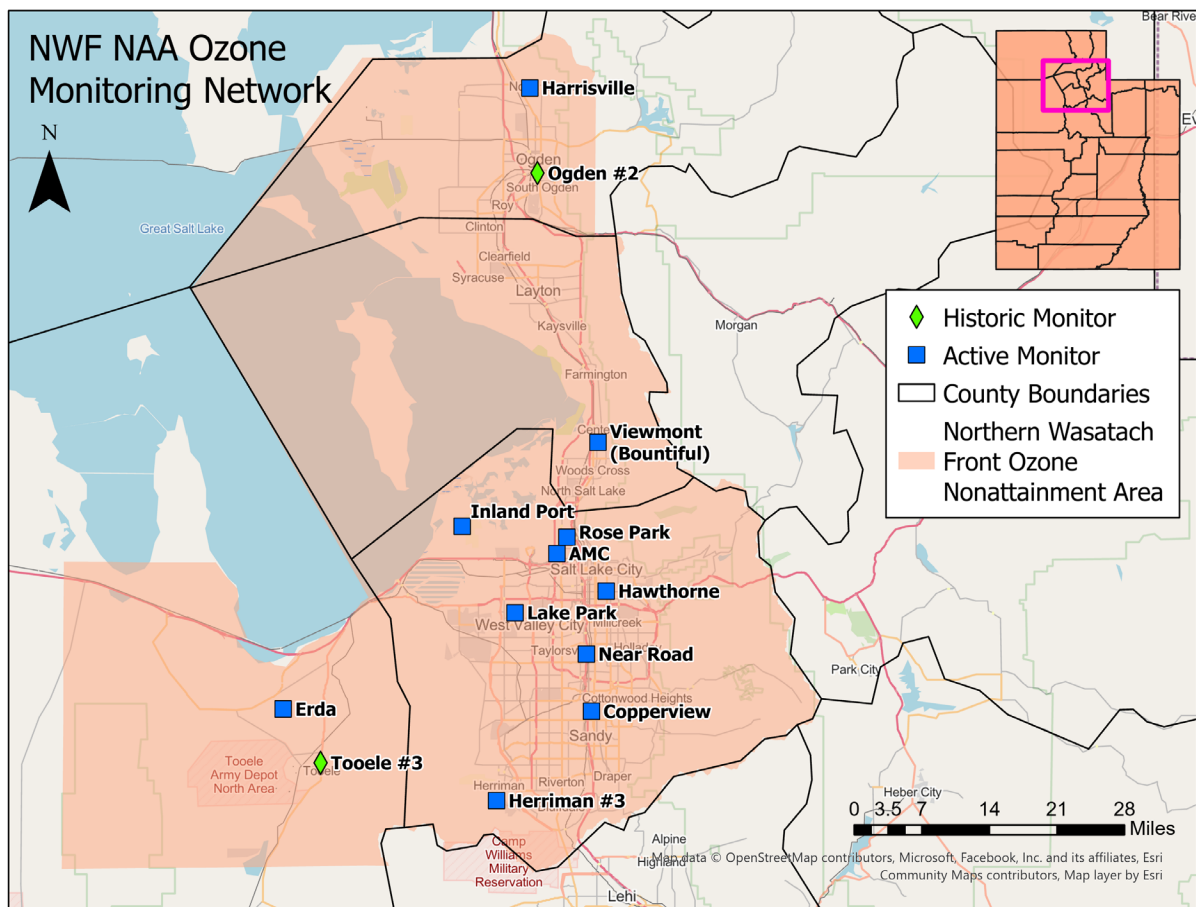 NWF NAA Ozone
Monitoring Network
N
Bear River
Harrisville
Ogden
Ogden #2
South Ogden
Roy
Great Salt Lake
Clinton
Clearfield
Syracuse
Layton
Kaysville
Morgan
Farmington
Historic Monitor
Active Monitor
County Boundaries
Northern Wasatach
Front Ozone
Nonattainment Area
Viewmont
(Bountiful)
Woods Cross
North Salt Lake
Inland Port
Rose Park
AMC
Salt Lake City
Hawthorne
Lake Park
West Valley City
Millcreek
Near Road
Park City
Cottonwood Heights
Erda
Copperview
Sandy
Tooele #3
Tooele
Army Depot
North Area
Herriman
Riverton
Draper
Herriman #3
Heber City
0 3.5 7 14 21 28
Miles
Alpine
Highland
Camp
Williams
Military
Reservation
Lehi
Map data © OpenStreetMap contributors, Microsoft, Facebook, Inc. and its affiliates, Esri
Community Maps contributors, Map layer by Esri